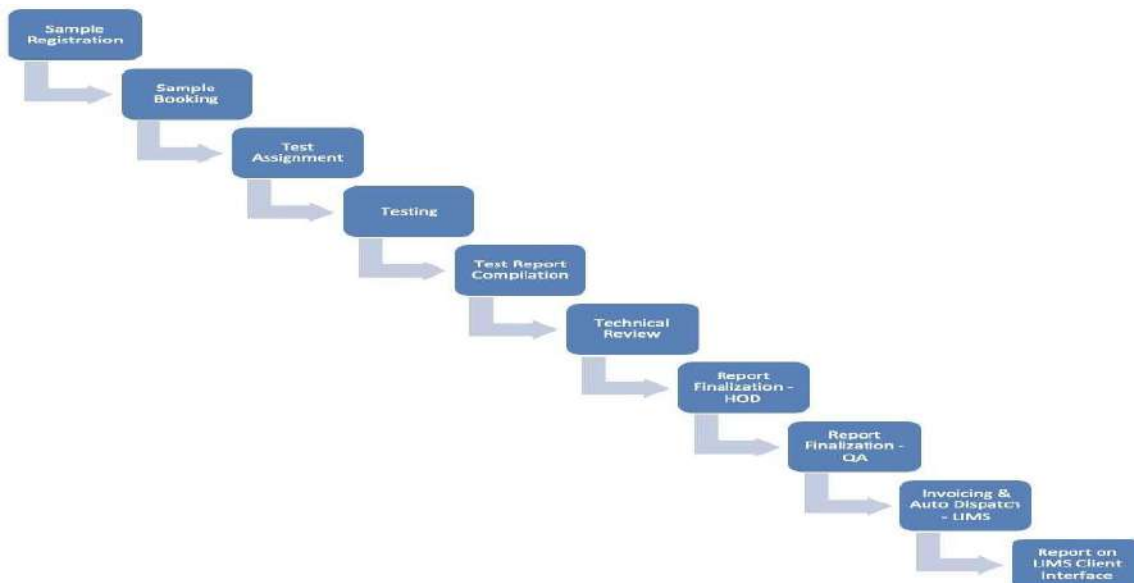 Sample
Registration
Sample
Booking
Test
Assignment
Testing
Test Report
Compilation
Technical
Review
Report
Finalization -
HOD
Report
Finalization -
QA
Invoicing &
Auto Dispatch
- LIMS
Report on
LIMS Client
Interface